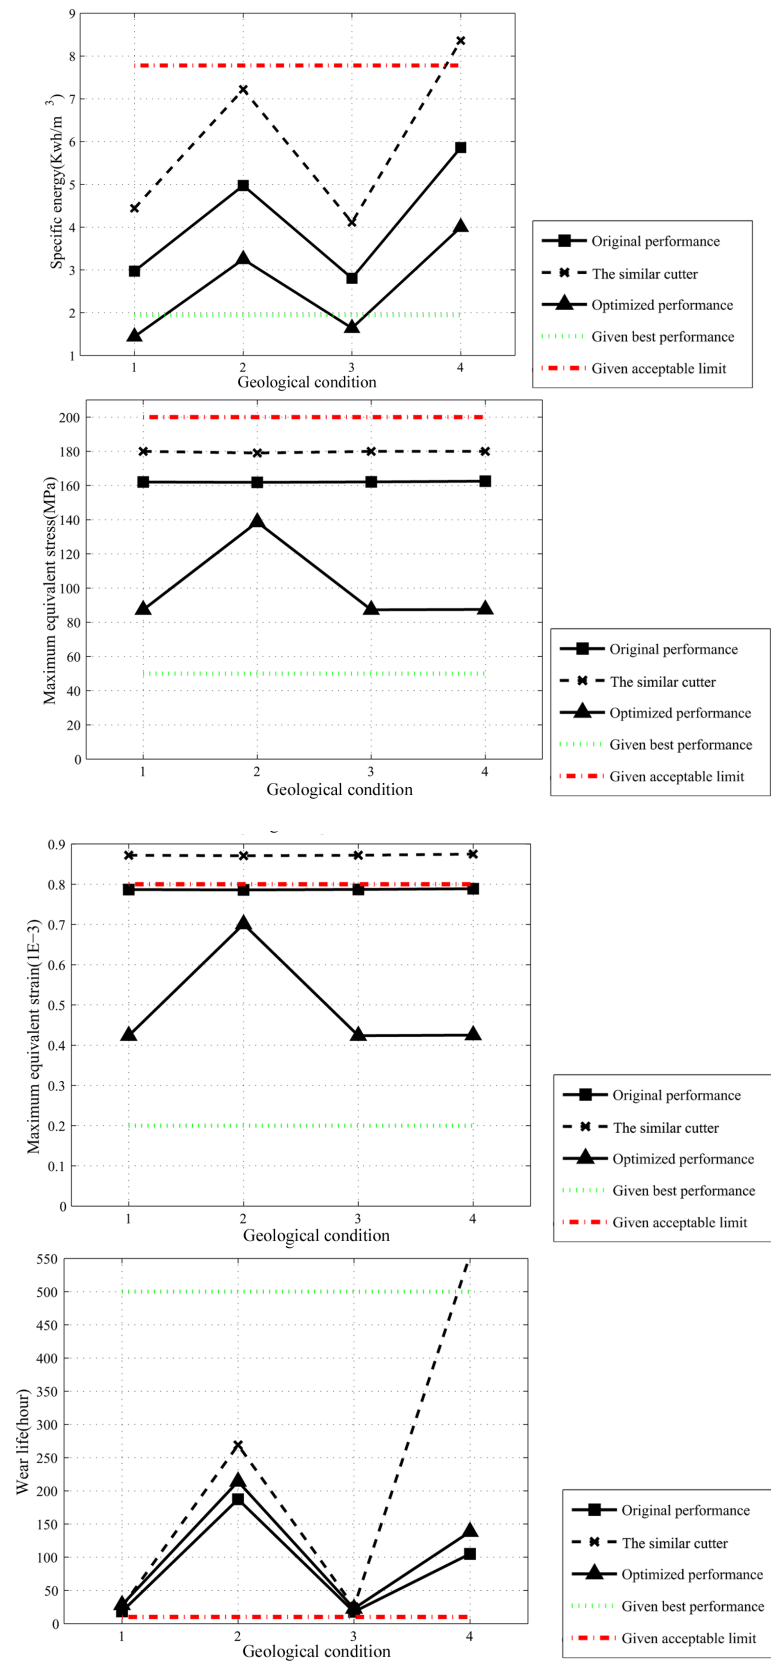 9
8
7
6
5
4
3
2
1
Specific energy(Kwh/m 3)
1 2 3 4
Geological condition
Original performance
The similar cutter
Optimized performance
Given best performance
Given acceptable limit
200
180
160
140
120
100
80
60
40
20
0
Maximum equivalent stress(MPa)
1 2 3 4
Geological condition
Original performance
The similar cutter
Optimized performance
Given best performance
Given acceptable limit
0.9
0.8
0.7
0.6
0.5
0.4
0.3
0.2
0.1
0
Maximum equivalent strain(1E−3)
1 2 3 4
Geological condition
Original performance
The similar cutter
Optimized performance
Given best performance
Given acceptable limit
550
500
450
400
350
300
250
200
150
100
50
0
Wear life(hour)
1 2 3 4
Geological condition
Original performance
The similar cutter
Optimized performance
Given best performance
Given acceptable limit